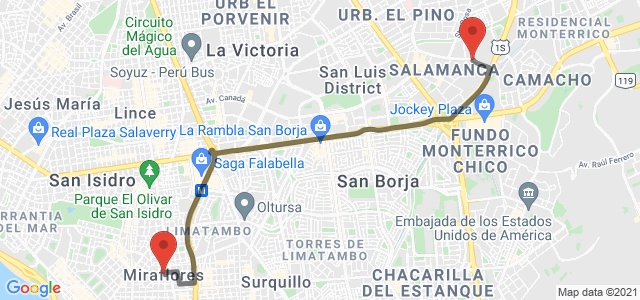 URB. EL
PORVENIR
URB. EL PINO
RESIDENCIAL
MONTERRICO
Circuito
Mágico
del Agua
La Victoria
1S
Soyuz - Perú Bus
San Luis
District
SALAMANCA
CAMACHO
119
Av. Canadá
Jesús María
Lince
Jockey Plaza
Real Plaza Salaverry
La Rambla San Borja
FUNDO
MONTERRICO
CHICO
Saga Falabella
Av. Raúl Ferrero
San Isidro
San Borja
Parque El Olivar
de San Isidro
Oltursa
Embajada de los Estados
Unidos de América
ARRANTIA
DEL MAR
LIMATAMBO
TORRES DE
LIMATAMBO
Miraflores
Surquillo
CHACARILLA
DEL ESTANQUE
Google
Map data ©2021